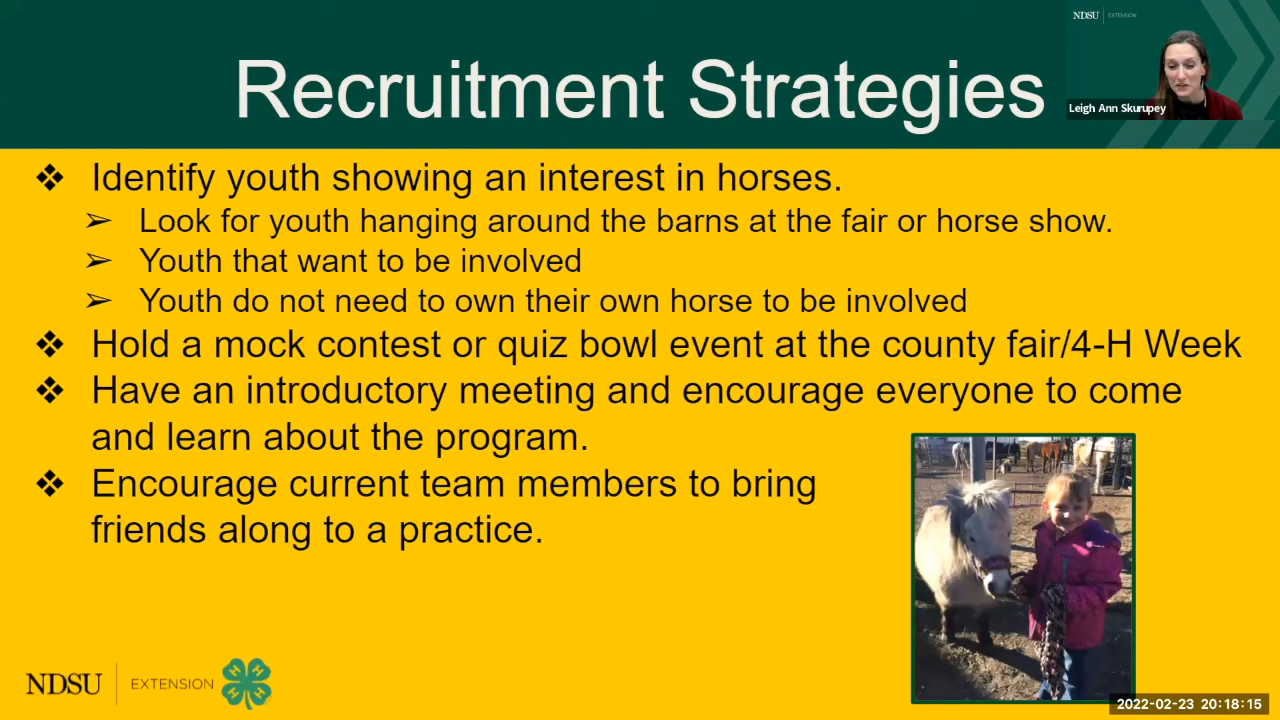 NDSU EXTENSION
Recruitment Strategies
Leigh Ann Skurupey
❖ Identify youth showing an interest in horses.
➢ Look for youth hanging around the barns at the fair or horse show.
➢ Youth that want to be involved
➢ Youth do not need to own their own horse to be involved
❖ Hold a mock contest or quiz bowl event at the county fair/4-H Week
❖ Have an introductory meeting and encourage everyone to come
and learn about the program.
❖ Encourage current team members to bring
friends along to a practice.
NDSU EXTENSION
H H H H
2022-02-23 20:18:15